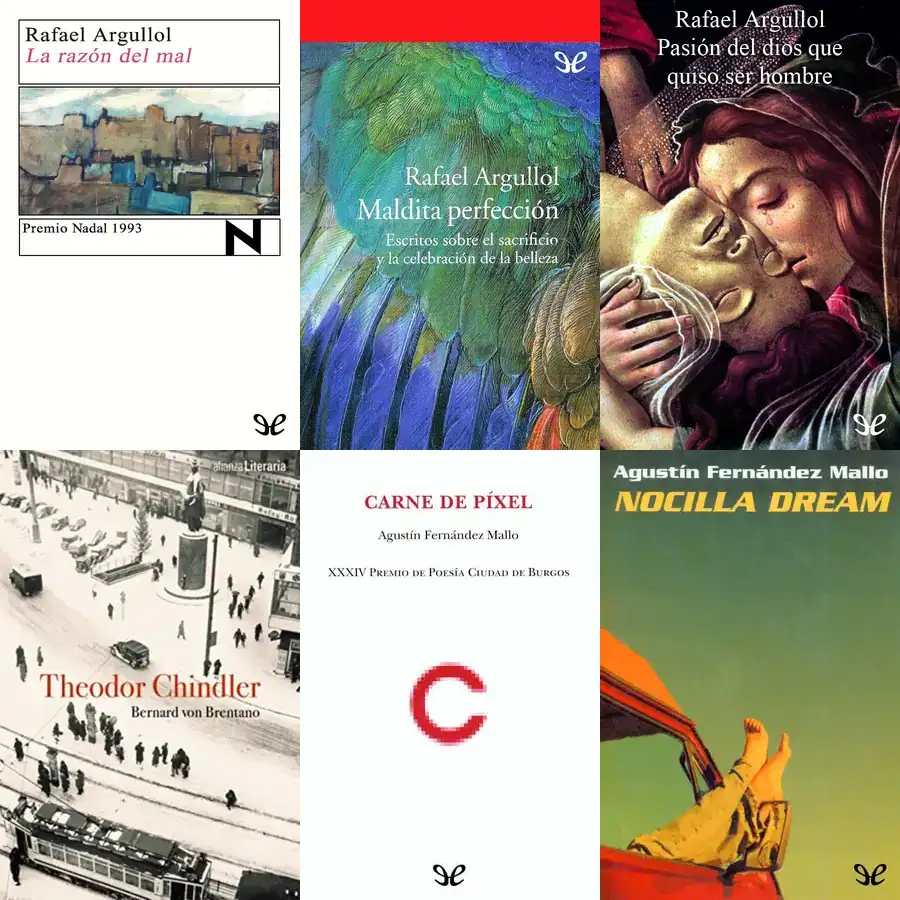 Rafael Argullol
La razón del mal
Premio Nadal 1993
N
Rafael Argullol
Maldita perfección
Escritos sobre el sacrificio
y la celebración de la belleza
Rafael Argullol
Pasión del dios que
quiso ser hombre
alianzaLiteraria
Theodor Chindler
Bernard von Brentano
CARNE DE PÍXEL
Agustín Fernández Mallo
XXXIV Premio de Poesía Ciudad de Burgos
C
Agustín Fernández Mallo
NOCILLA DREAM